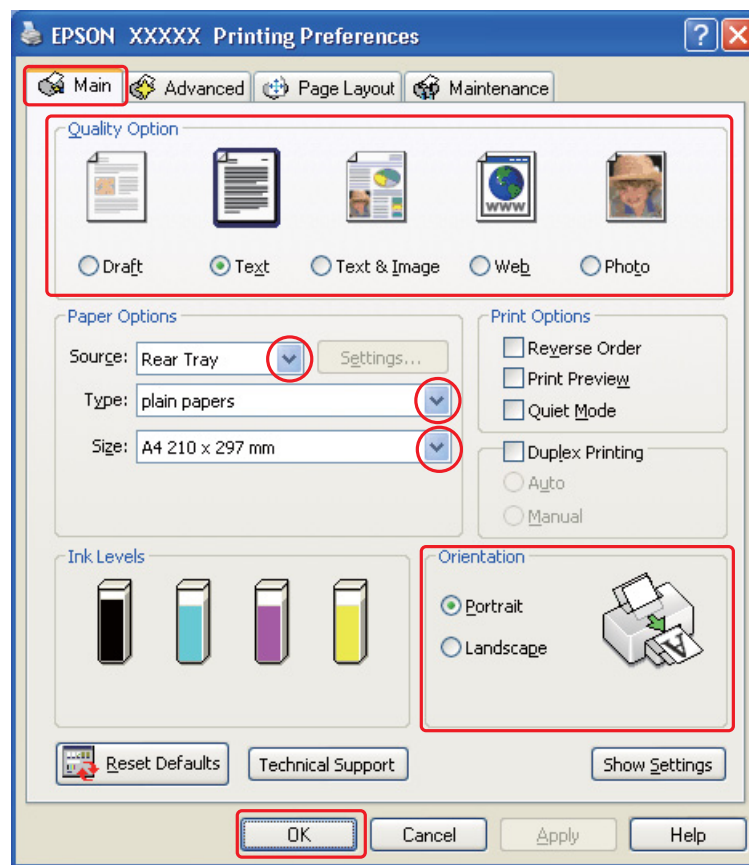 EPSON XXXXX Printing Preferences
Main Advanced Page Layout Maintenance
Quality Option
WWW
Draft Text Text & Image Web Photo
Paper Options
Source: Rear Tray Settings...
Type: plain papers
Size: A4 210 x 297 mm
Print Options
Reverse Order
Print Preview
Quiet Mode
Duplex Printing
Auto
Manual
Ink Levels
Orientation
Portrait
Landscape
A
Reset Defaults Technical Support Show Settings
OK Cancel Apply Help